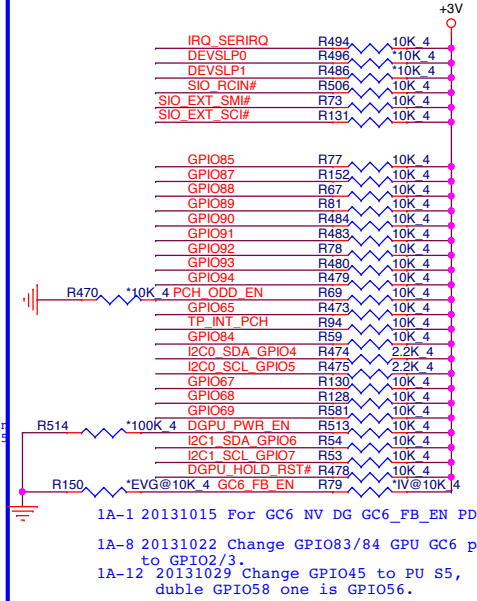 +3V
IRQ_SERIRQ R494 10K_4
DEVSLP0 R496 *10K_4
DEVSLP1 R486 *10K_4
SIO_RCIN# R506 10K_4
SIO_EXT_SMI# R73 10K_4
SIO_EXT_SCI# R131 10K_4
GPIO85 R77 10K_4
GPIO87 R152 10K_4
GPIO88 R67 10K_4
GPIO89 R81 10K_4
GPIO90 R484 10K_4
GPIO91 R483 10K_4
GPIO92 R78 10K_4
GPIO93 R480 10K_4
GPIO94 R479 10K_4
R470 *10K_4 PCH_ODD_EN R69 10K_4
GPIO65 R473 10K_4
TP_INT_PCH R94 10K_4
GPIO84 R59 10K_4
I2C0_SDA_GPIO4 R474 2.2K_4
I2C0_SCL_GPIO5 R475 2.2K_4
GPIO67 R130 10K_4
GPIO68 R128 10K_4
GPIO69 R581 10K_4
R514 *100K_4 DGPU_PWR_EN R513 10K_4
I2C1_SDA_GPIO6 R54 10K_4
I2C1_SCL_GPIO7 R53 10K_4
DGPU_HOLD_RST# R478 10K_4
R150 *EVG@10K_4 GC6_FB_EN R79 *IV@10K_4
1A-1 20131015 For GC6 NV DG GC6_FB_EN PD
1A-8 20131022 Change GPIO83/84 GPU GC6 p
to GPIO2/3.
1A-12 20131029 Change GPIO45 to PU S5,
duble GPIO58 one is GPIO56.